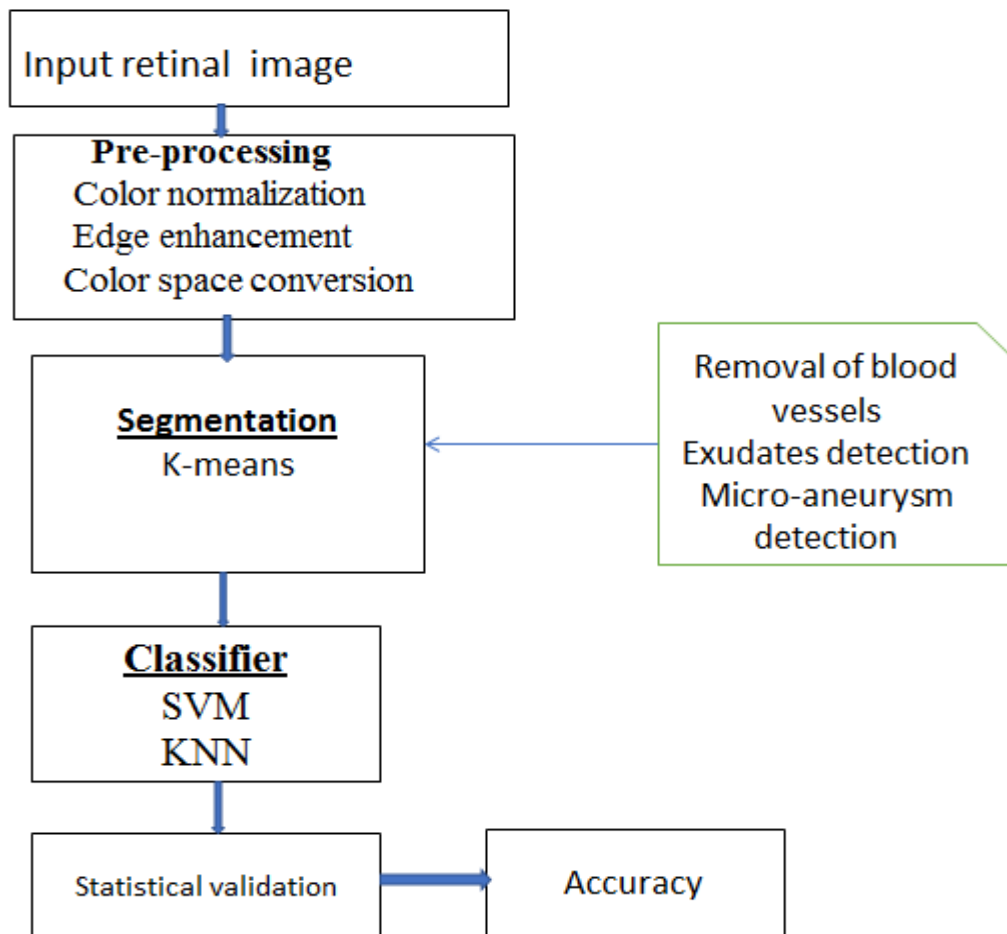 Input retinal image
Pre-processing
Color normalization
Edge enhancement
Color space conversion
Segmentation
K-means
Removal of blood
vessels
Exudates detection
Micro-aneurysm
detection
Classifier
SVM
KNN
Statistical validation
Accuracy